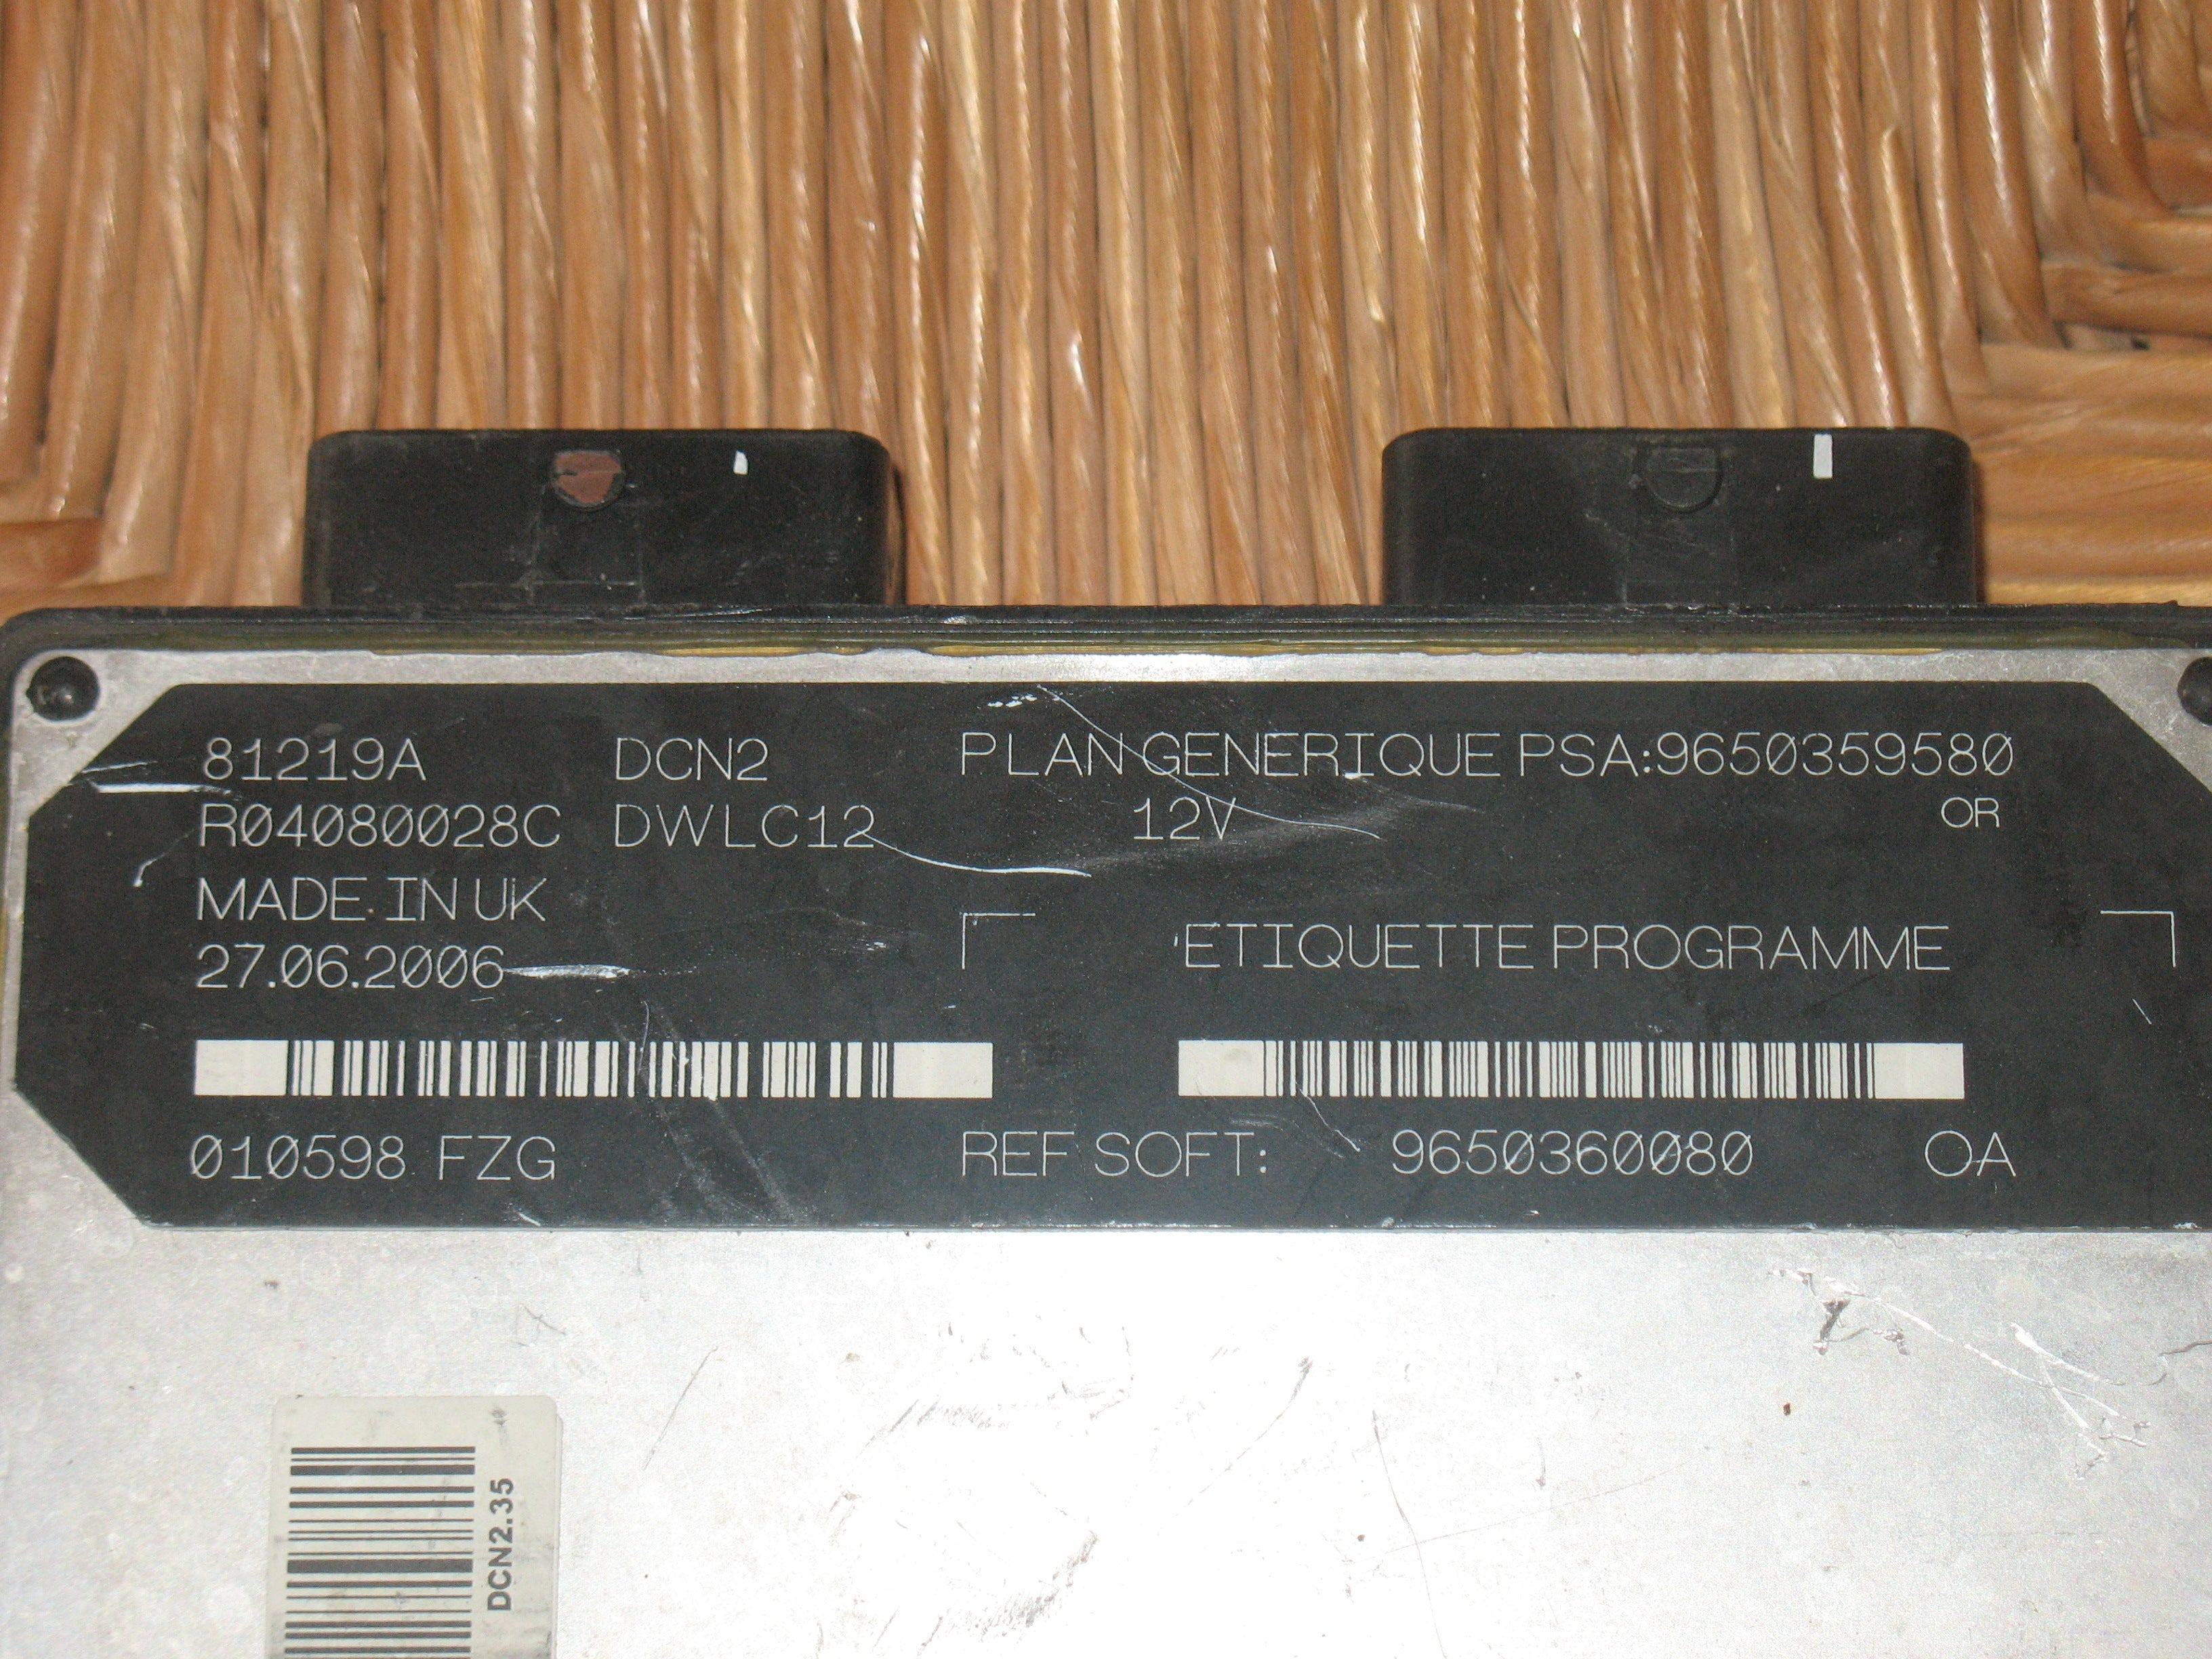 81219A DCN2 PLAN GENERIQUE PSA:9650359580
R04080028C DWLC12 12V OR
MADE IN UK
27.06.2006
ETIQUETTE PROGRAMME
010598 FZG REF SOFT: 9650360080 OA
DCN2.35